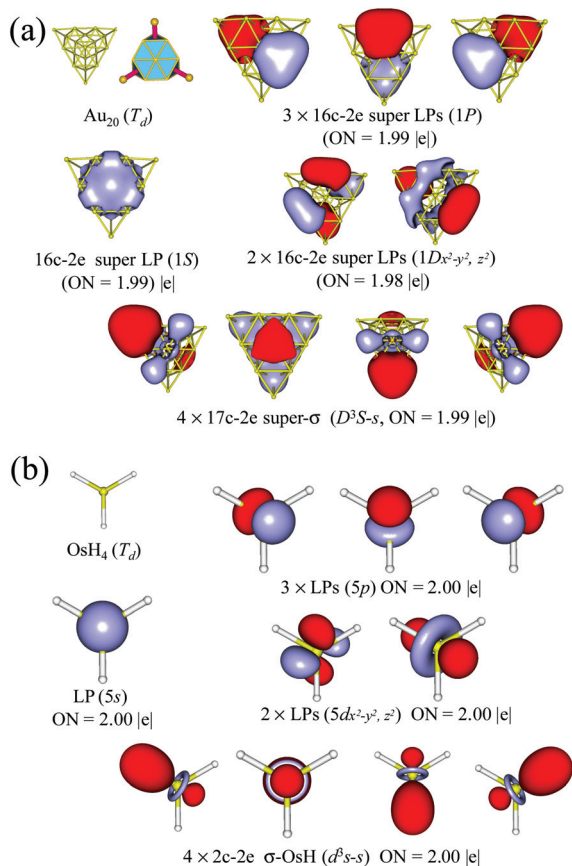 (a)
Au₂₀ (T_d)
3 × 16c-2e super LPs (1P)
(ON = 1.99 |e|)
16c-2e super LP (1S)
(ON = 1.99) |e|
2 × 16c-2e super LPs (1Dx²-y², z²)
(ON = 1.98 |e|)
4 × 17c-2e super-σ (D³S-s, ON = 1.99 |e|)
(b)
OsH₄ (T_d)
3 × LPs (5p) ON = 2.00 |e|
LP (5s)
ON = 2.00 |e|
2 × LPs (5dx²-y², z²) ON = 2.00 |e|
4 × 2c-2e σ-OsH (d³s-s) ON = 2.00 |e|